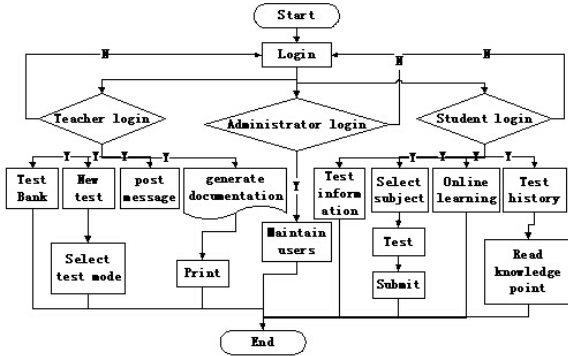 Start
Login
N
N
N
Teacher login
Administrator login
Student login
Y
Y
Y
Y
Y
Y
Y
Y
Test
Bank
New
test
post
message
generate
documentation
Test
inform
ation
Select
subject
Online
learning
Test
history
Maintain
users
Select
test mode
Print
Test
Submit
Read
knowledge
point
End